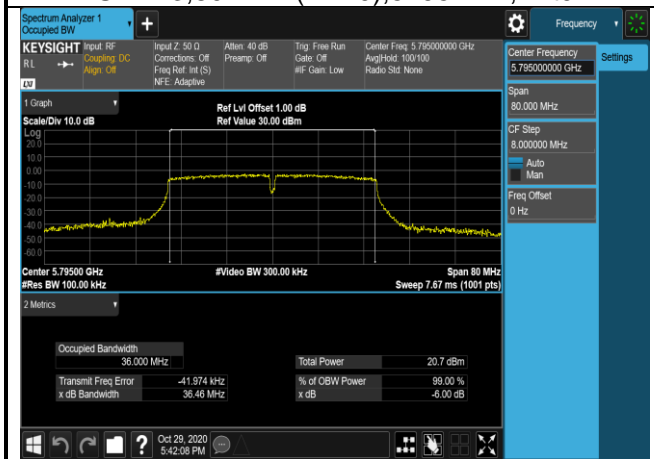 Spectrum Analyzer 1
Occupied BW
Frequency
KEYSIGHT
R L
LXI
Input: RF
Coupling: DC
Align: Off
Input Z: 50 Ω
Corrections: Off
Freq Ref: Int (S)
NFE: Adaptive
Atten: 40 dB
Preamp: Off
Trig: Free Run
Gate: Off
#IF Gain: Low
Center Freq: 5.795000000 GHz
Avg|Hold: 100/100
Radio Std: None
Center Frequency
5.795000000 GHz
Settings
Span
80.000 MHz
CF Step
8.000000 MHz
Auto
Man
Freq Offset
0 Hz
1 Graph
Scale/Div 10.0 dB
Ref Lvl Offset 1.00 dB
Ref Value 30.00 dBm
Log
20.0
10.0
0.00
-10.0
-20.0
-30.0
-40.0
-50.0
-60.0
Center 5.79500 GHz
#Res BW 100.00 kHz
#Video BW 300.00 kHz
Span 80 MHz
Sweep 7.67 ms (1001 pts)
2 Metrics
Occupied Bandwidth
36.000 MHz
Total Power 20.7 dBm
Transmit Freq Error -41.974 kHz
% of OBW Power 99.00 %
x dB Bandwidth 36.46 MHz
x dB -6.00 dB
?
Oct 29, 2020
5:42:08 PM